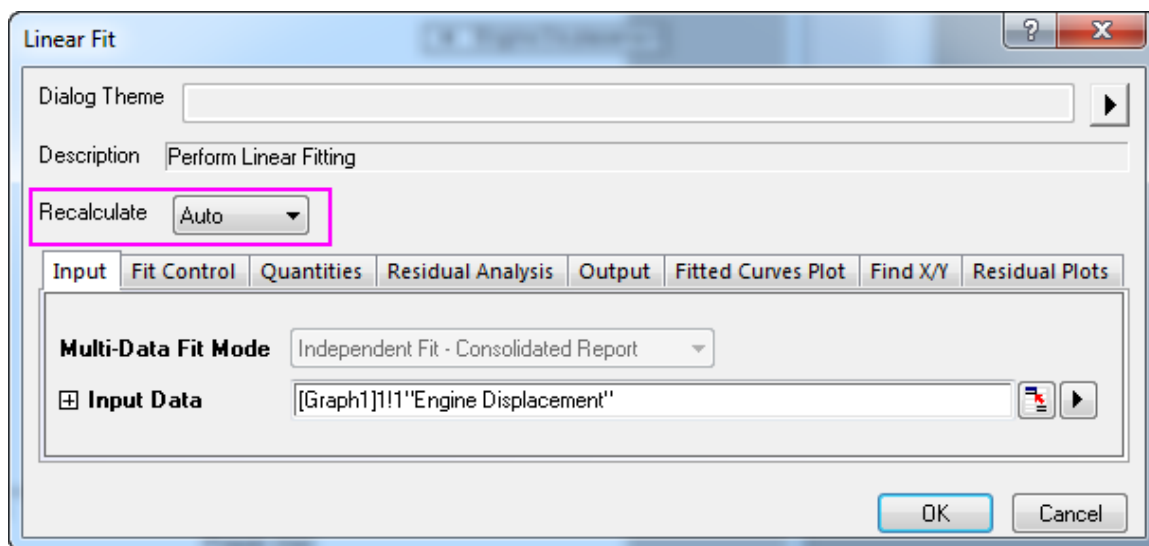 Linear Fit ? X
Dialog Theme
Description Perform Linear Fitting
Recalculate Auto
Input Fit Control Quantities Residual Analysis Output Fitted Curves Plot Find X/Y Residual Plots
Multi-Data Fit Mode Independent Fit - Consolidated Report
Input Data [Graph1]1!1"Engine Displacement"
OK Cancel